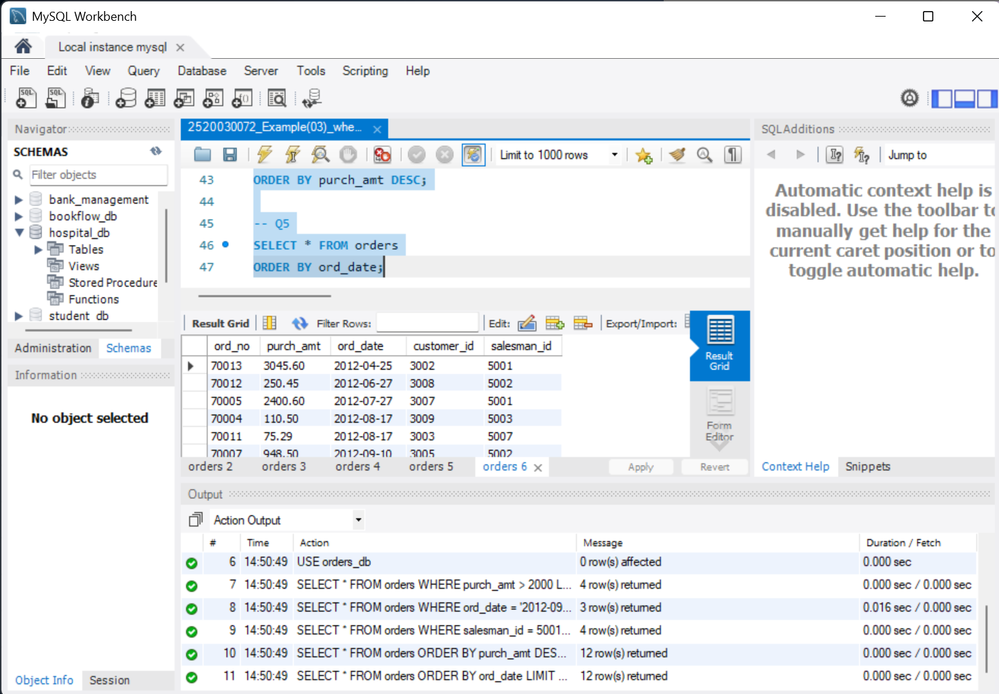 MySQL Workbench
Local instance mysql
File Edit View Query Database Server Tools Scripting Help
Navigator
SCHEMAS
Filter objects
bank_management
bookflow_db
hospital_db
Tables
Views
Stored Procedure
Functions
student_db
Administration Schemas
Information
No object selected
Object Info Session
2520030072_Example(03)_whe...
Limit to 1000 rows
43 ORDER BY purch_amt DESC;
44
45 -- Q5
46 SELECT * FROM orders
47 ORDER BY ord_date;
Result Grid Filter Rows: Edit: Export/Import:
ord_no purch_amt ord_date customer_id salesman_id
70013 3045.60 2012-04-25 3002 5001
70012 250.45 2012-06-27 3008 5002
70005 2400.60 2012-07-27 3007 5001
70004 110.50 2012-08-17 3009 5003
70011 75.29 2012-08-17 3003 5007
70007 948.50 2012-09-10 3005 5002
Result
Grid
Form
Editor
orders 2 orders 3 orders 4 orders 5 orders 6 Apply Revert
SQLAdditions
Jump to
Automatic context help is
disabled. Use the toolbar to
manually get help for the
current caret position or to
toggle automatic help.
Context Help Snippets
Output
Action Output
# Time Action Message Duration / Fetch
6 14:50:49 USE orders_db 0 row(s) affected 0.000 sec
7 14:50:49 SELECT * FROM orders WHERE purch_amt > 2000 L... 4 row(s) returned 0.000 sec / 0.000 sec
8 14:50:49 SELECT * FROM orders WHERE ord_date = '2012-09... 3 row(s) returned 0.016 sec / 0.000 sec
9 14:50:49 SELECT * FROM orders WHERE salesman_id = 5001... 4 row(s) returned 0.000 sec / 0.000 sec
10 14:50:49 SELECT * FROM orders ORDER BY purch_amt DES... 12 row(s) returned 0.000 sec / 0.000 sec
11 14:50:49 SELECT * FROM orders ORDER BY ord_date LIMIT ... 12 row(s) returned 0.000 sec / 0.000 sec